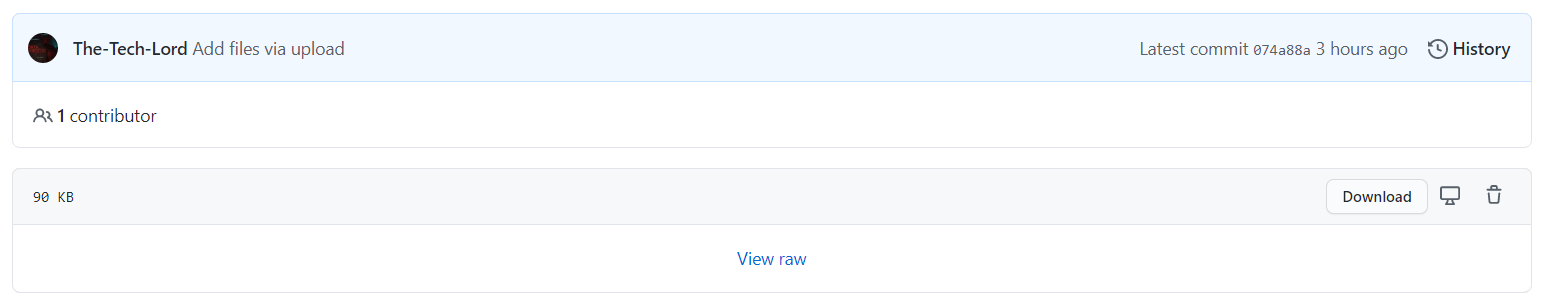 The-Tech-Lord Add files via upload Latest commit 074a88a 3 hours ago History
1 contributor
90 KB Download
View raw